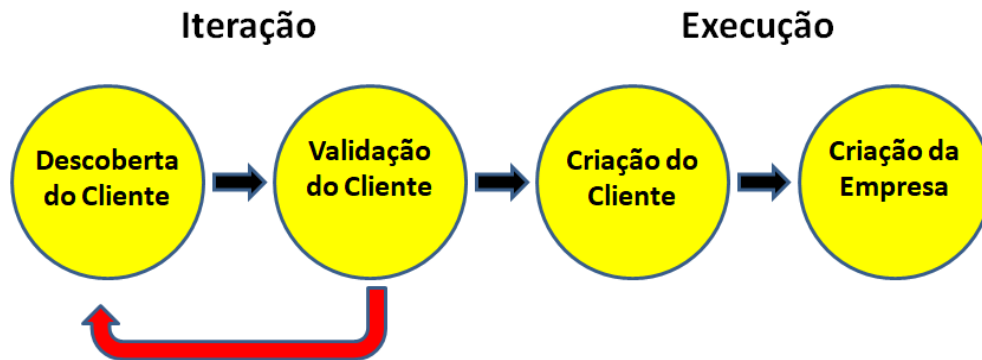 Iteração
Execução
Descoberta
do Cliente
Validação
do Cliente
Criação do
Cliente
Criação da
Empresa